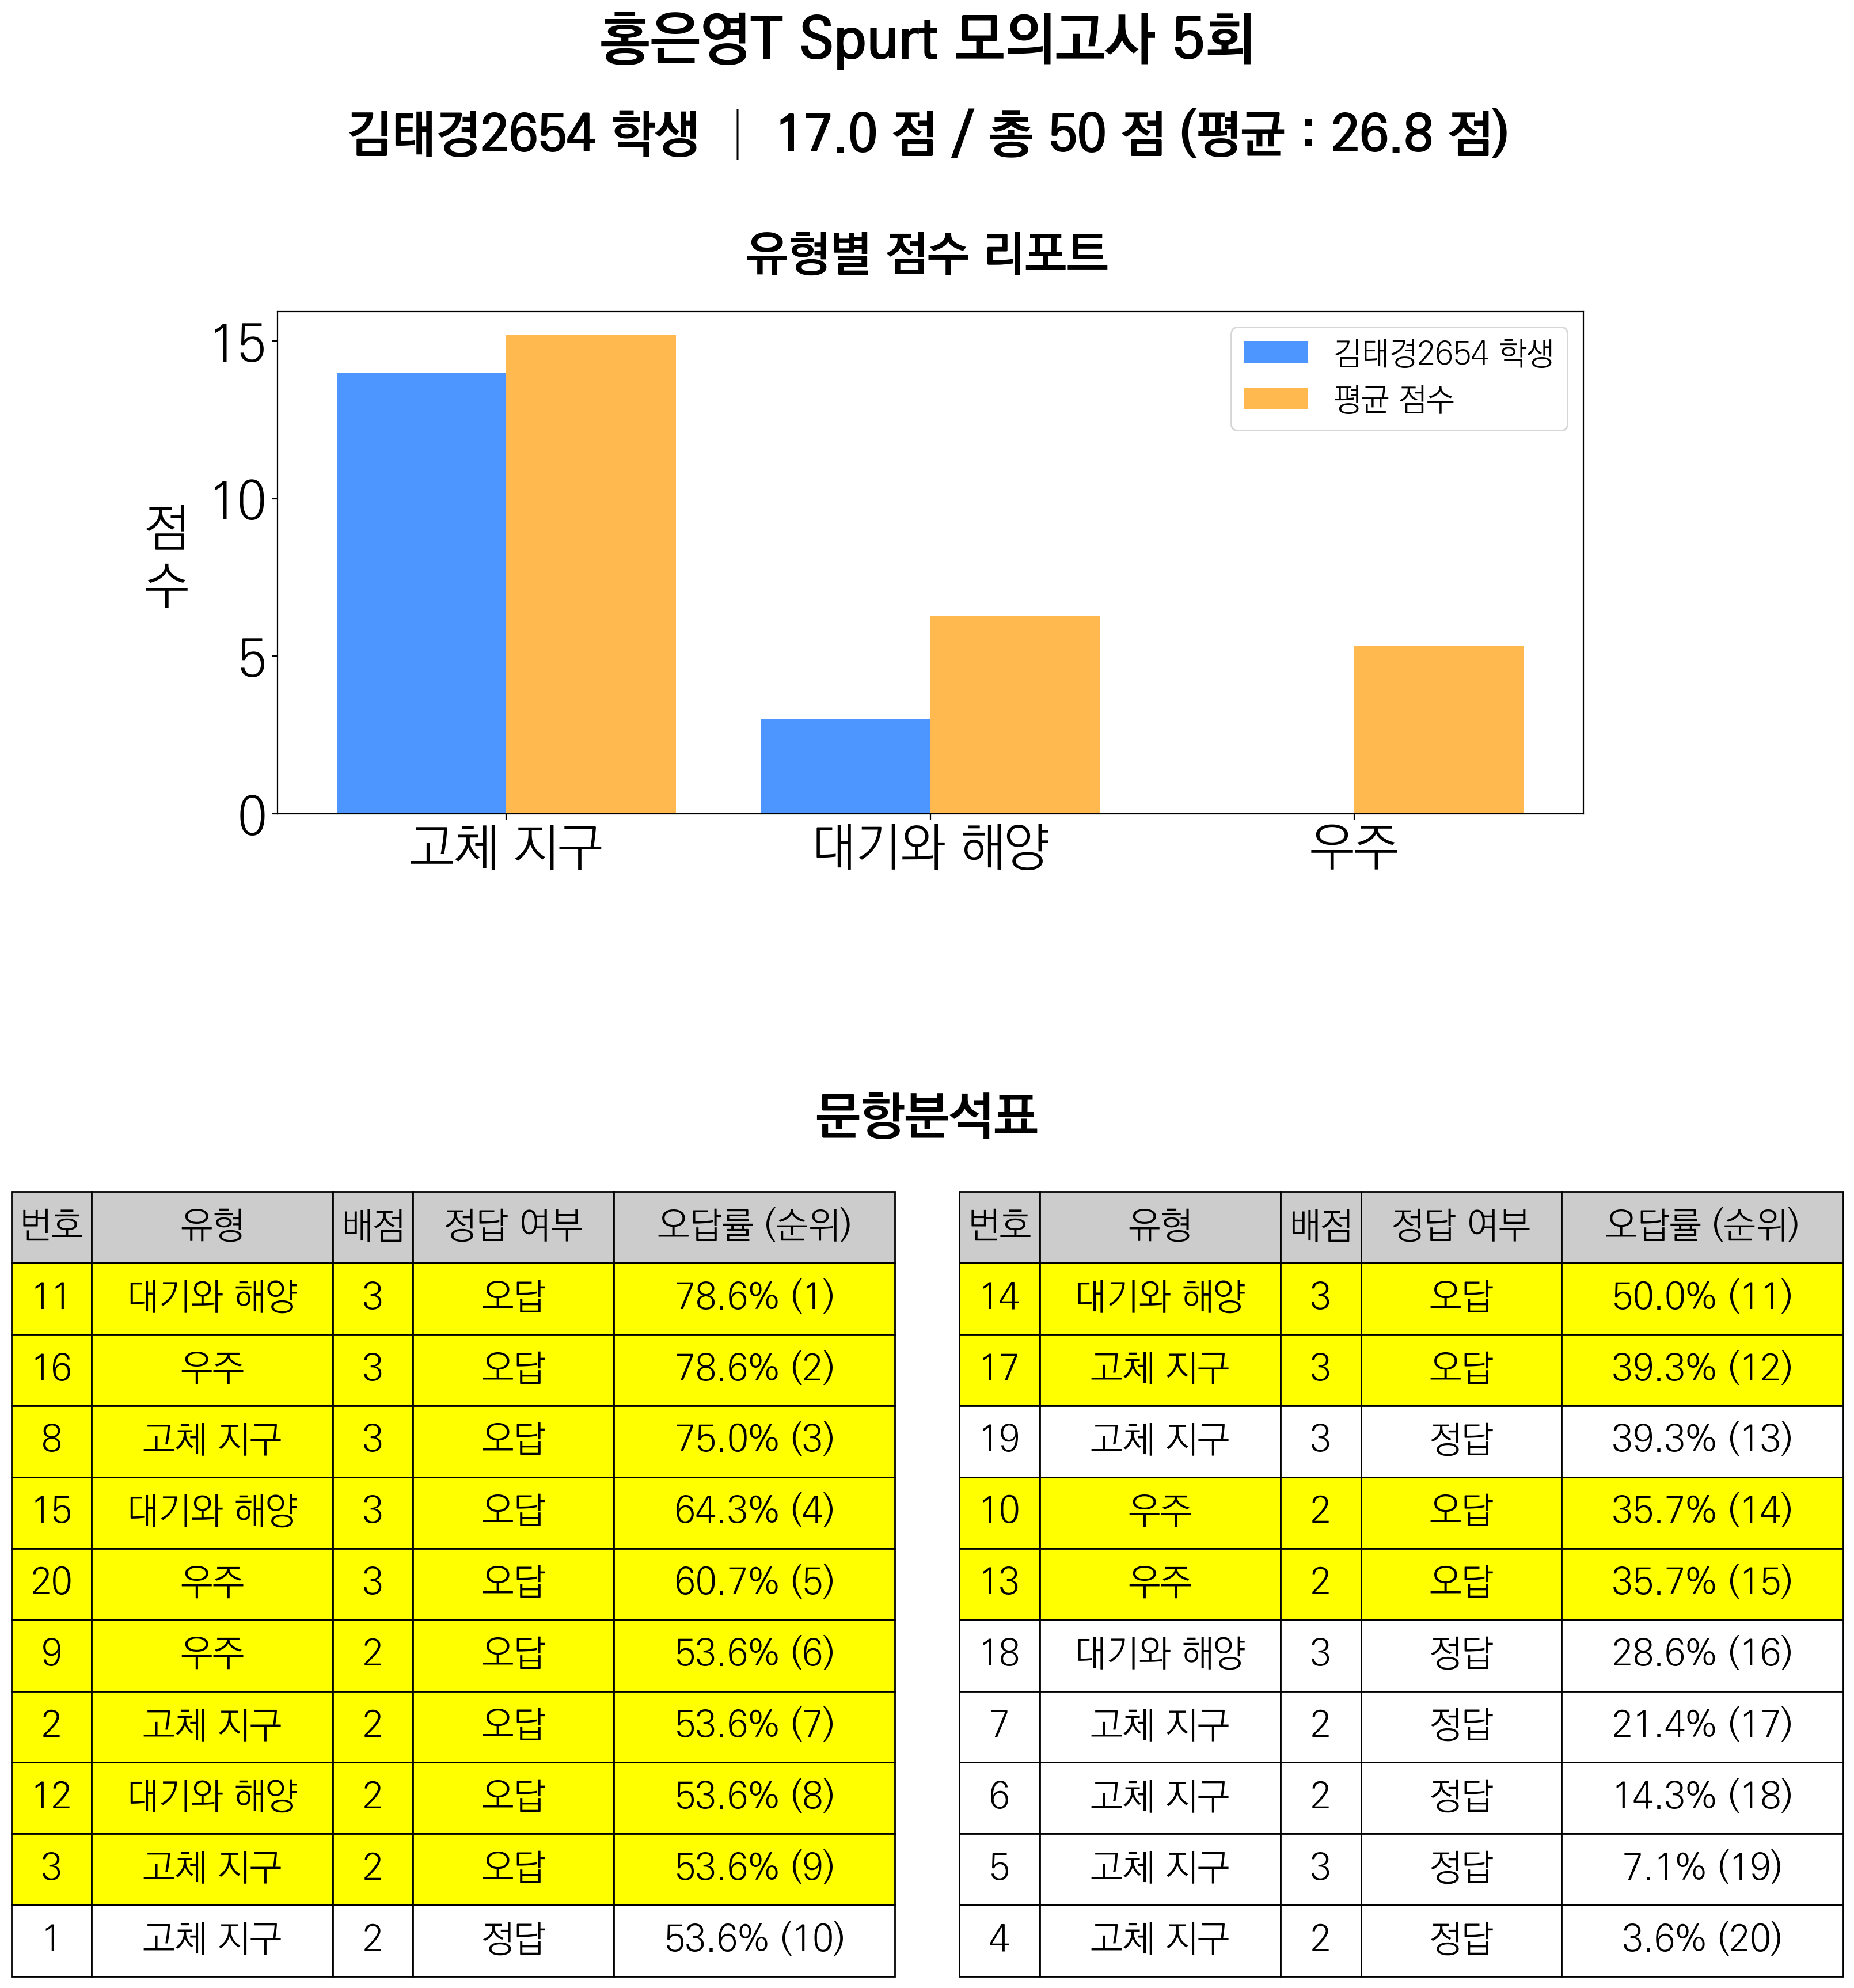 홍은영T Spurt 모의고사 5회
김태경2654 학생 │ 17.0 점 / 총 50 점 (평균 : 26.8 점)
유형별 점수 리포트
점
수
15
10
5
0
김태경2654 학생
평균 점수
고체 지구 대기와 해양 우주
문항분석표
번호 유형 배점 정답 여부 오답률 (순위)
11 대기와 해양 3 오답 78.6% (1)
16 우주 3 오답 78.6% (2)
8 고체 지구 3 오답 75.0% (3)
15 대기와 해양 3 오답 64.3% (4)
20 우주 3 오답 60.7% (5)
9 우주 2 오답 53.6% (6)
2 고체 지구 2 오답 53.6% (7)
12 대기와 해양 2 오답 53.6% (8)
3 고체 지구 2 오답 53.6% (9)
1 고체 지구 2 정답 53.6% (10)
번호 유형 배점 정답 여부 오답률 (순위)
14 대기와 해양 3 오답 50.0% (11)
17 고체 지구 3 오답 39.3% (12)
19 고체 지구 3 정답 39.3% (13)
10 우주 2 오답 35.7% (14)
13 우주 2 오답 35.7% (15)
18 대기와 해양 3 정답 28.6% (16)
7 고체 지구 2 정답 21.4% (17)
6 고체 지구 2 정답 14.3% (18)
5 고체 지구 3 정답 7.1% (19)
4 고체 지구 2 정답 3.6% (20)